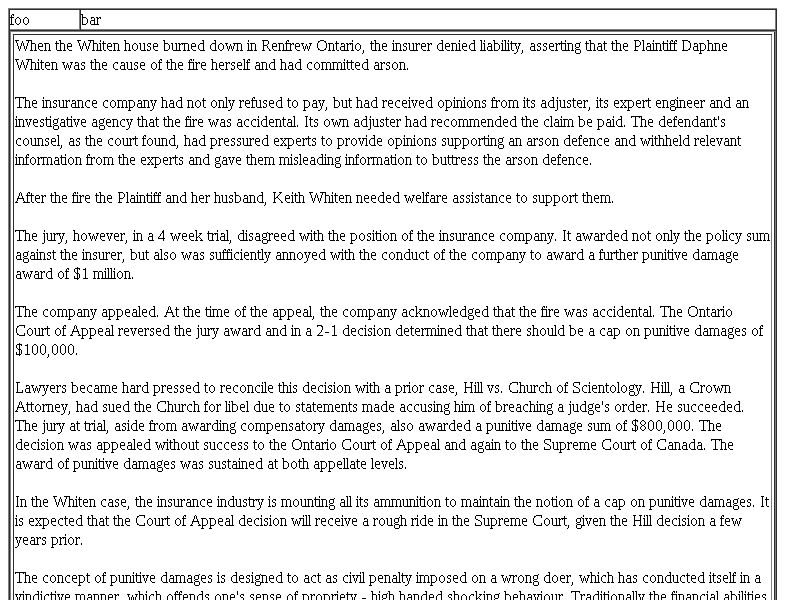 foo bar
When the Whiten house burned down in Renfrew Ontario, the insurer denied liability, asserting that the Plaintiff Daphne
Whiten was the cause of the fire herself and had committed arson.
The insurance company had not only refused to pay, but had received opinions from its adjuster, its expert engineer and an
investigative agency that the fire was accidental. Its own adjuster had recommended the claim be paid. The defendant's
counsel, as the court found, had pressured experts to provide opinions supporting an arson defence and withheld relevant
information from the experts and gave them misleading information to buttress the arson defence.
After the fire the Plaintiff and her husband, Keith Whiten needed welfare assistance to support them.
The jury, however, in a 4 week trial, disagreed with the position of the insurance company. It awarded not only the policy sum
against the insurer, but also was sufficiently annoyed with the conduct of the company to award a further punitive damage
award of $1 million.
The company appealed. At the time of the appeal, the company acknowledged that the fire was accidental. The Ontario
Court of Appeal reversed the jury award and in a 2-1 decision determined that there should be a cap on punitive damages of
$100,000.
Lawyers became hard pressed to reconcile this decision with a prior case, Hill vs. Church of Scientology. Hill, a Crown
Attorney, had sued the Church for libel due to statements made accusing him of breaching a judge's order. He succeeded.
The jury at trial, aside from awarding compensatory damages, also awarded a punitive damage sum of $800,000. The
decision was appealed without success to the Ontario Court of Appeal and again to the Supreme Court of Canada. The
award of punitive damages was sustained at both appellate levels.
In the Whiten case, the insurance industry is mounting all its ammunition to maintain the notion of a cap on punitive damages. It
is expected that the Court of Appeal decision will receive a rough ride in the Supreme Court, given the Hill decision a few
years prior.
The concept of punitive damages is designed to act as civil penalty imposed on a wrong doer, which has conducted itself in a
vindictive manner, which offends one's sense of propriety - high handed shocking behaviour. Traditionally the financial abilities